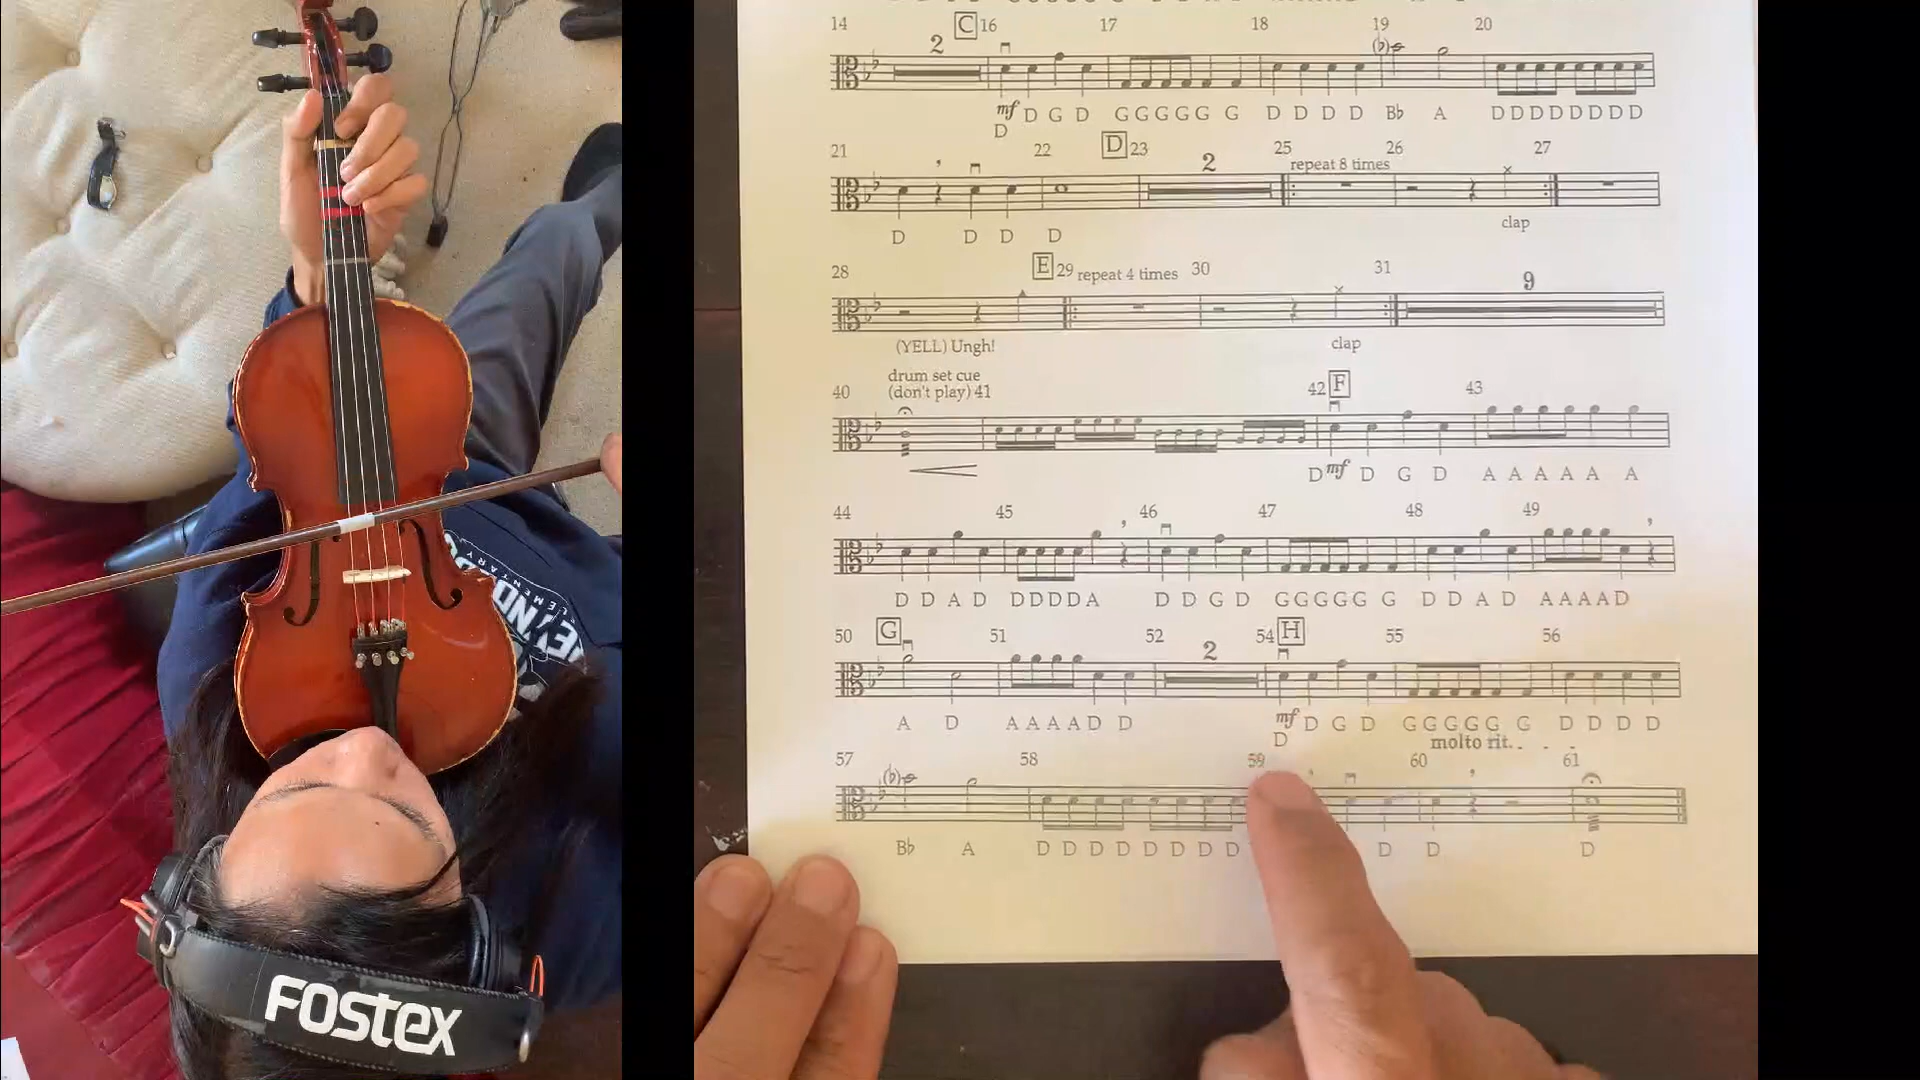 14 2 C 16 17 18 19 20
(b)
mf D G D G G G G G G D D D D Bb A D D D D D D D D
D
21 , 22 D 23 2 25 repeat 8 times 26 27
clap
D D D D
28 E 29 repeat 4 times 30 31 9
(YELL) Ungh! clap
drum set cue
40 (don't play) 41 42 F 43
D mf D G D A A A A A A
44 45 , 46 47 48 49 ,
D D A D D D D D A D D G D G G G G G G D D A D A A A A D
50 G 51 52 2 54 H 55 56
A D A A A A D D mf D G D G G G G G G D D D D
D molto rit. . . .
57 (b) 58 59 , 60 , 61
Bb A D D D D D D D D D D D
FOSTEX